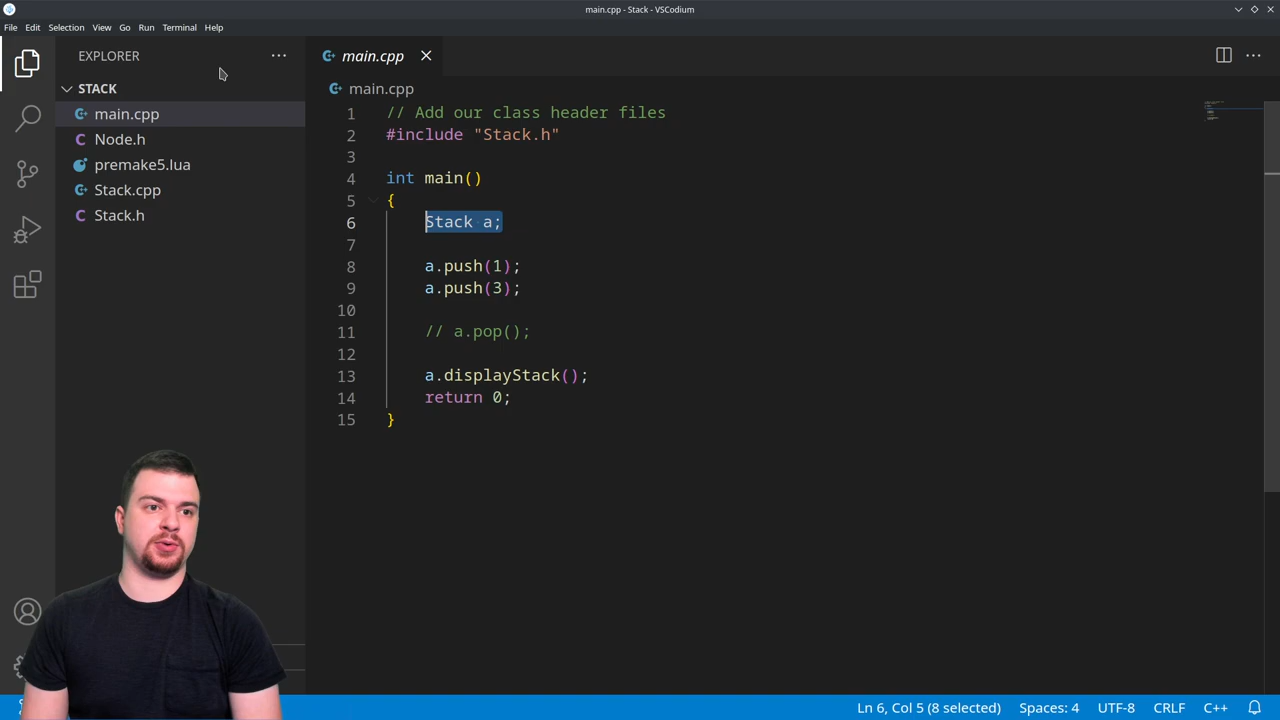 main.cpp - Stack - VSCodium
File Edit Selection View Go Run Terminal Help
EXPLORER
main.cpp
STACK
main.cpp
Node.h
premake5.lua
Stack.cpp
Stack.h
main.cpp
1 // Add our class header files
2 #include "Stack.h"
3
4 int main()
5 {
6 Stack a;
7
8 a.push(1);
9 a.push(3);
10
11 // a.pop();
12
13 a.displayStack();
14 return 0;
15 }
Ln 6, Col 5 (8 selected) Spaces: 4 UTF-8 CRLF C++